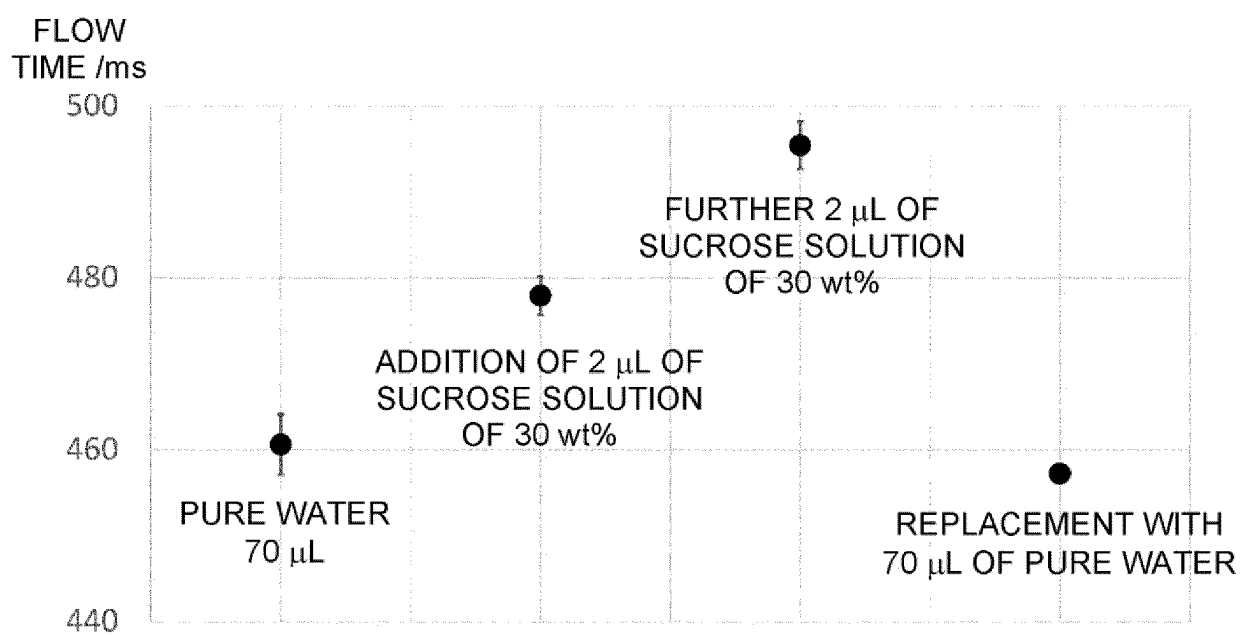 FLOW
TIME /ms
500
FURTHER 2 µL OF
SUCROSE SOLUTION
OF 30 wt%
480
ADDITION OF 2 µL OF
SUCROSE SOLUTION
OF 30 wt%
460
PURE WATER
70 µL
REPLACEMENT WITH
70 µL OF PURE WATER
440